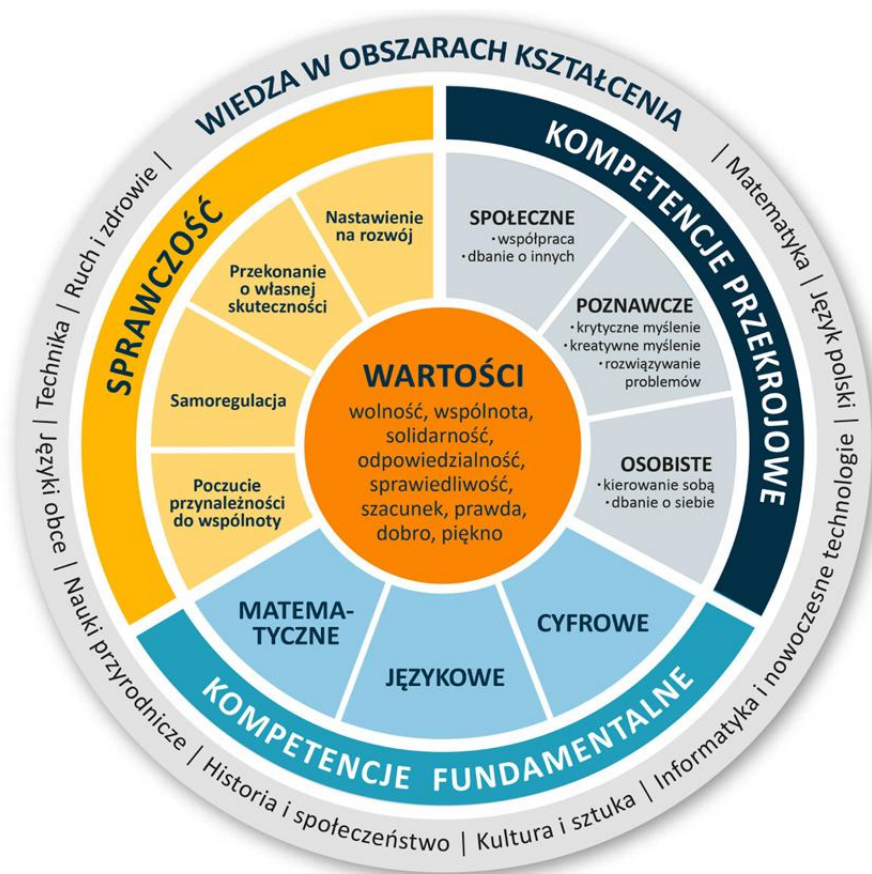 WIEDZA W OBSZARACH KSZTAŁCENIA
| Matematyka | Język polski | Informatyka i nowoczesne technologie |
Kultura i sztuka | Historia i społeczeństwo | Nauki przyrodnicze |
Języki obce | Technika | Ruch i zdrowie |
SPRAWCZOŚĆ
Nastawienie
na rozwój
Przekonanie
o własnej
skuteczności
Samoregulacja
Poczucie
przynależności
do wspólnoty
KOMPETENCJE PRZEKROJOWE
SPOŁECZNE
•współpraca
•dbanie o innych
POZNAWCZE
•krytyczne myślenie
•kreatywne myślenie
•rozwiązywanie
problemów
OSOBISTE
•kierowanie sobą
•dbanie o siebie
WARTOŚCI
wolność, wspólnota,
solidarność,
odpowiedzialność,
sprawiedliwość,
szacunek, prawda,
dobro, piękno
MATEMA-
TYCZNE
JĘZYKOWE
CYFROWE
KOMPETENCJE FUNDAMENTALNE